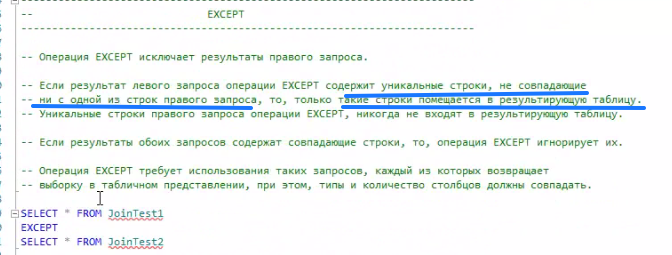 --------------------------------------------------------------------
-- EXCEPT
--------------------------------------------------------------------
-- Операция EXCEPT исключает результаты правого запроса.
-- Если результат левого запроса операции EXCEPT содержит уникальные строки, не совпадающие
-- ни с одной из строк правого запроса, то, только такие строки помещается в результирующую таблицу.
-- Уникальные строки правого запроса операции EXCEPT, никогда не входят в результирующую таблицу.
-- Если результаты обоих запросов содержат совпадающие строки, то, операция EXCEPT игнорирует их.
-- Операция EXCEPT требует использования таких запросов, каждый из которых возвращает
-- выборку в табличном представлении, при этом, типы и количество столбцов должны совпадать.
SELECT * FROM JoinTest1
EXCEPT
SELECT * FROM JoinTest2